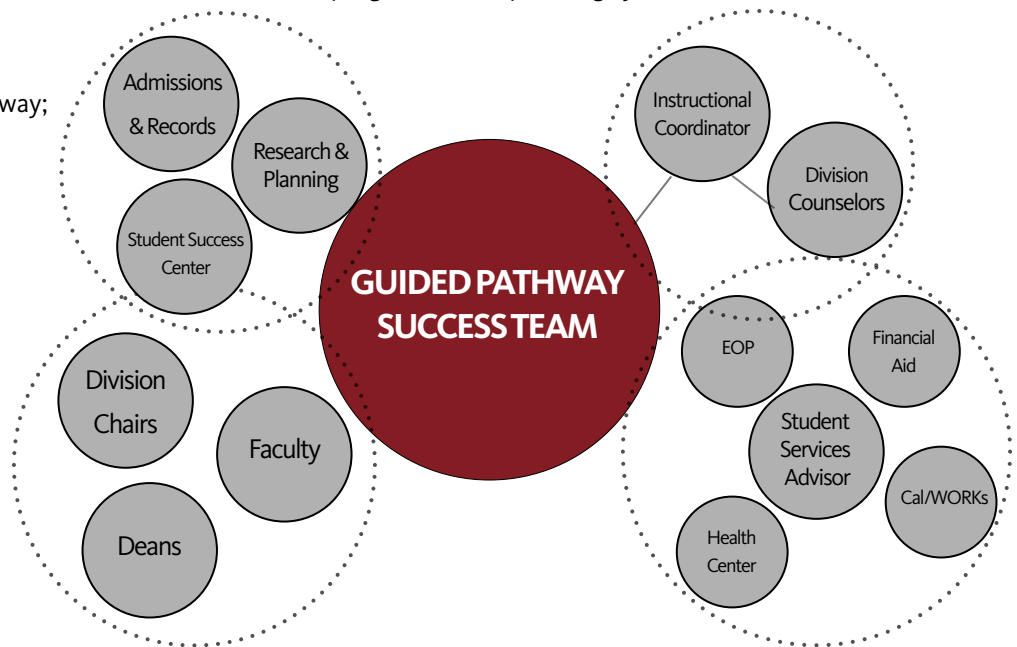 way;
Admissions
& Records
Research &
Planning
Student Success
Center
Instructional
Coordinator
Division
Counselors
GUIDED PATHWAY
SUCCESS TEAM
Division
Chairs
Faculty
Deans
EOP
Financial
Aid
Student
Services
Advisor
Cal/WORKs
Health
Center